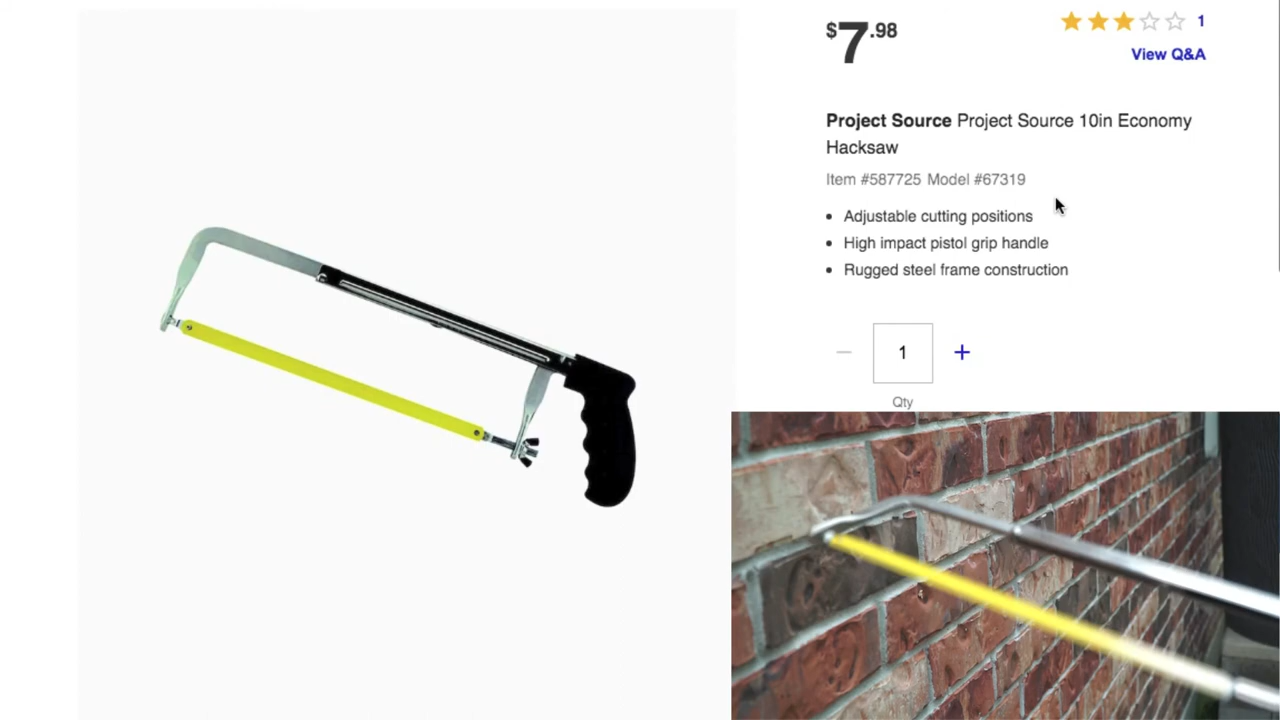 $7.98
1
View Q&A
Project Source Project Source 10in Economy
Hacksaw
Item #587725 Model #67319
Adjustable cutting positions
High impact pistol grip handle
Rugged steel frame construction
1
Qty